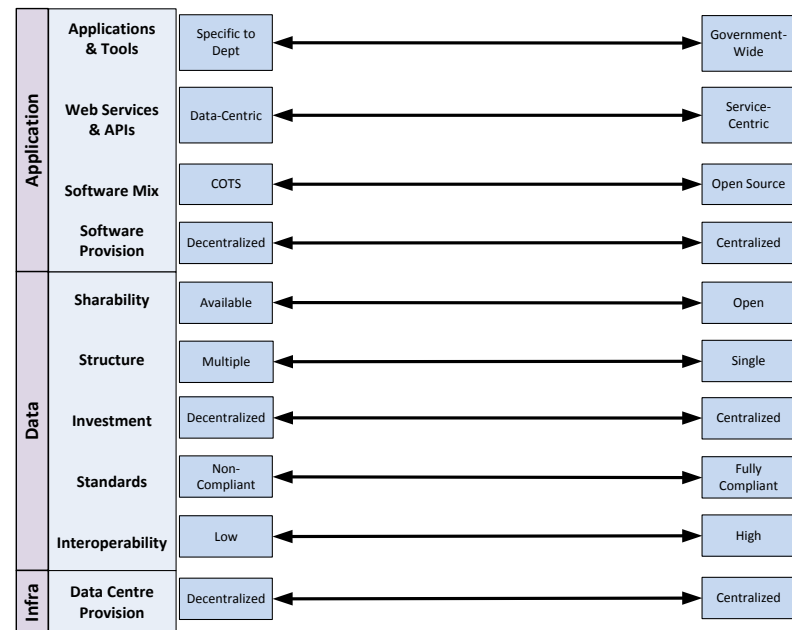 Application
Applications
& Tools
Specific to
Dept
Government-
Wide
Web Services
& APIs
Data-Centric
Service-
Centric
Software Mix
COTS
Open Source
Software
Provision
Decentralized
Centralized
Data
Sharability
Available
Open
Structure
Multiple
Single
Investment
Decentralized
Centralized
Standards
Non-
Compliant
Fully
Compliant
Interoperability
Low
High
Infra
Data Centre
Provision
Decentralized
Centralized